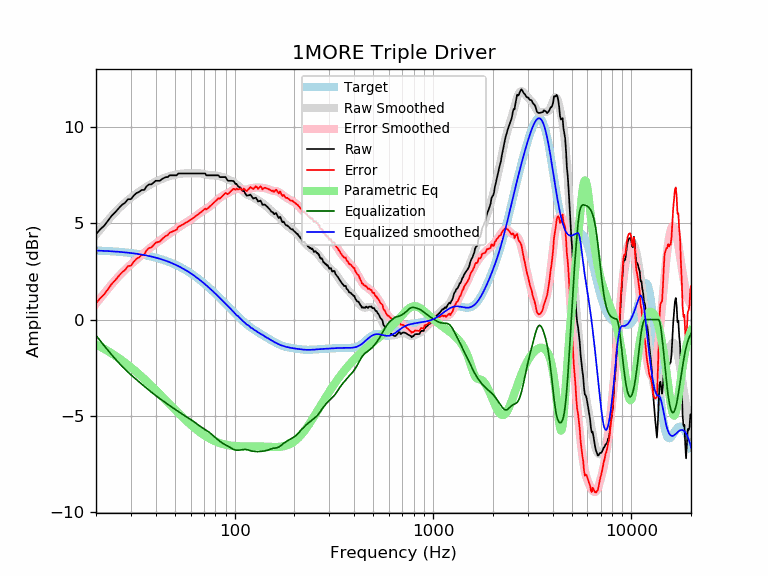 1MORE Triple Driver
Target
Raw Smoothed
Error Smoothed
Raw
Error
Parametric Eq
Equalization
Equalized smoothed
Amplitude (dBr)
10
5
0
−5
−10
100
1000
10000
Frequency (Hz)